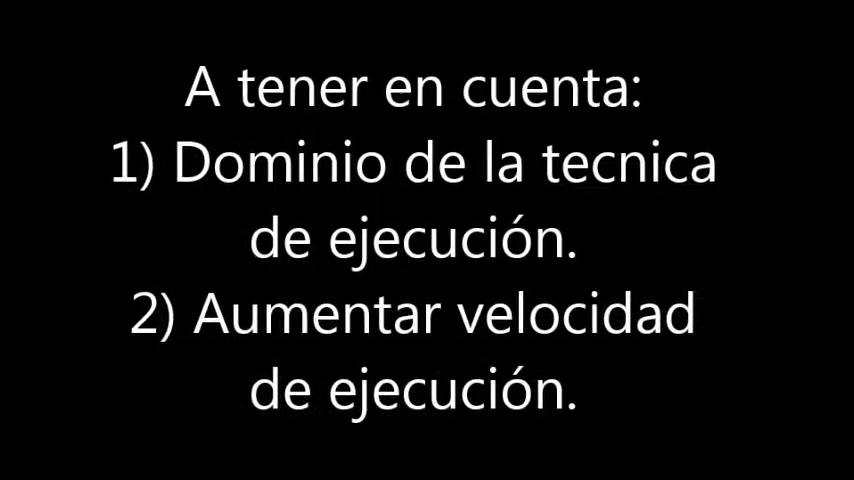 A tener en cuenta:
1) Dominio de la tecnica
de ejecución.
2) Aumentar velocidad
de ejecución.